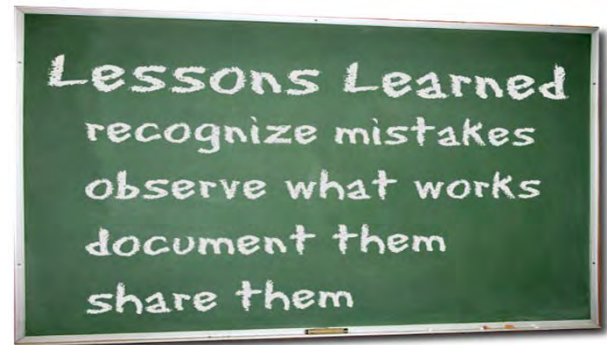 Lessons Learned
recognize mistakes
observe what works
document them
share them